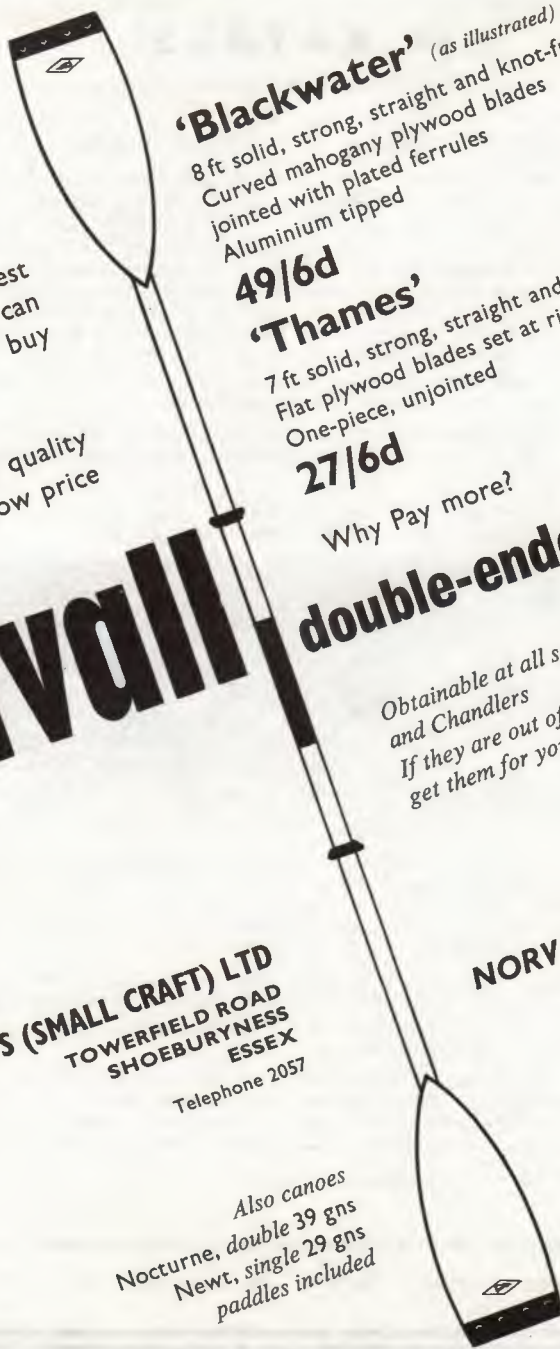 'Blackwater' (as illustrated)
8 ft solid, strong, straight and knot-f
Curved mahogany plywood blades
jointed with plated ferrules
Aluminium tipped
49/6d
'Thames'
7 ft solid, strong, straight and
Flat plywood blades set at ri
One-piece, unjointed
27/6d
Why Pay more?
est
can
buy
quality
ow price
vall
double-end
Obtainable at all s
and Chandlers
If they are out of
get them for yo
NORV
S (SMALL CRAFT) LTD
TOWERFIELD ROAD
SHOEBURYNESS
ESSEX
Telephone 2057
Also canoes
Nocturne, double 39 gns
Newt, single 29 gns
paddles included